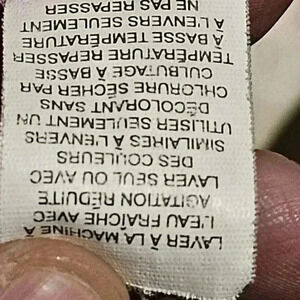 LAVER À LA MACHINE À
L'EAU FRAÎCHE AVEC
AGITATION RÉDUITE
LAVER SEUL OU AVEC
DES COULEURS
SIMILAIRES À L'ENVERS
UTILISER SEULEMENT UN
DÉCOLORANT SANS
CHLORURE SÉCHER PAR
CULBUTAGE À BASSE
TEMPÉRATURE REPASSER
À BASSE TEMPÉRATURE
À L'ENVERS SEULEMENT
NE PAS REPASSER